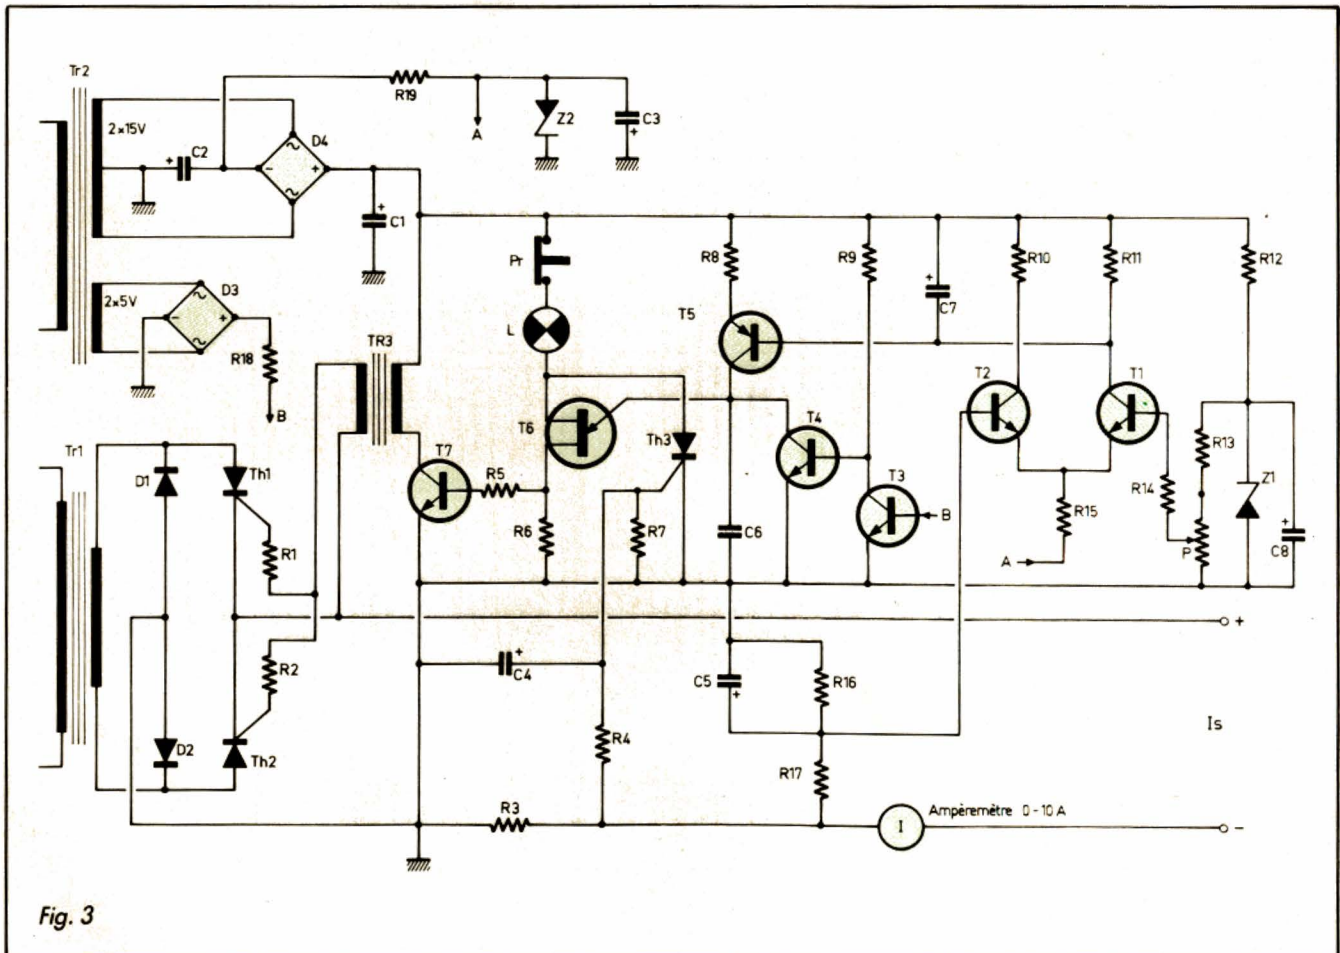 Tr2
2×15V
C2
D4
R19
A
Z2
C3
C1
2×5V
D3
R18
B
TR3
Pr
L
R8
R9
C7
R10
R11
R12
T5
T2
T1
T6
Th3
T4
R13
Tr1
D1
Th1
T7
R5
T3
B
R14
Z1
R1
R6
R7
C6
R15
P
C8
A
+
R2
C4
C5
R16
D2
Th2
R4
R17
Is
R3
I
Ampèremètre 0-10 A
-
Fig. 3